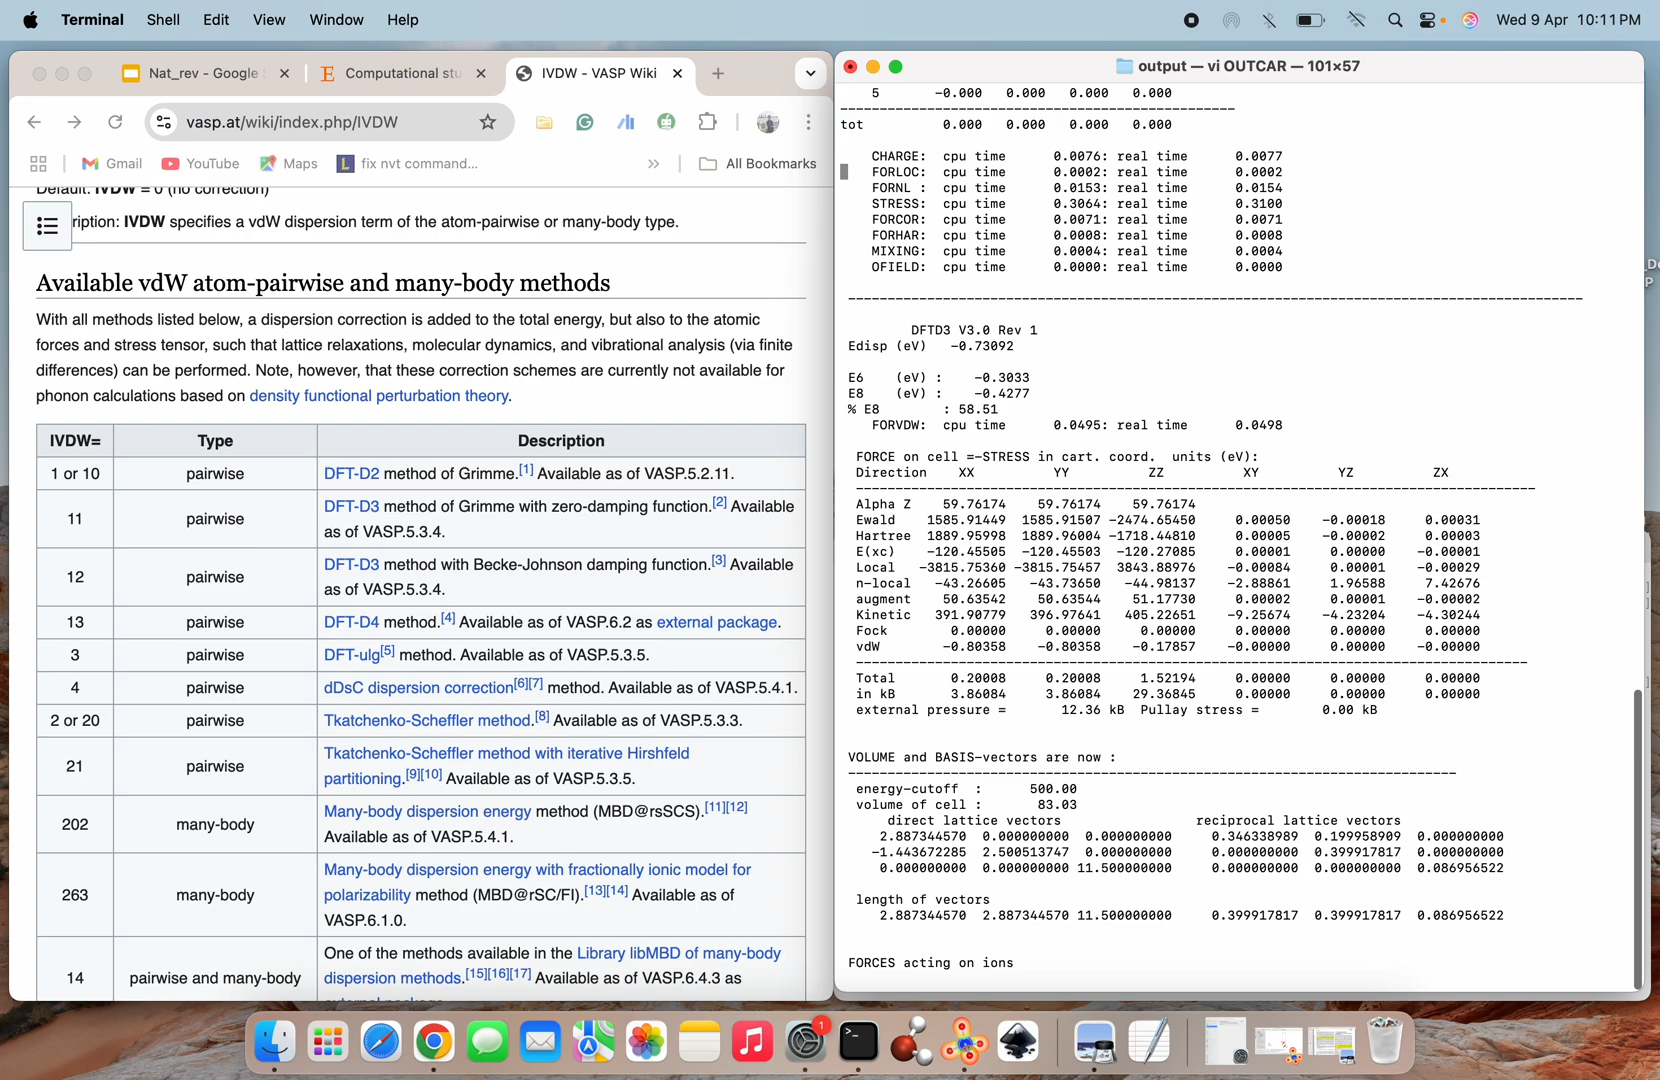 Terminal Shell Edit View Window Help Wed 9 Apr 10:11 PM
Nat_rev - Google Computational stu IVDW - VASP Wiki
vasp.at/wiki/index.php/IVDW
Gmail YouTube Maps fix nvt command... » All Bookmarks
Default: IVDW = 0 (no correction)
ription: IVDW specifies a vdW dispersion term of the atom-pairwise or many-body type.
Available vdW atom-pairwise and many-body methods
With all methods listed below, a dispersion correction is added to the total energy, but also to the atomic
forces and stress tensor, such that lattice relaxations, molecular dynamics, and vibrational analysis (via finite
differences) can be performed. Note, however, that these correction schemes are currently not available for
phonon calculations based on density functional perturbation theory.
IVDW= Type Description
1 or 10 pairwise DFT-D2 method of Grimme.[1] Available as of VASP.5.2.11.
11 pairwise DFT-D3 method of Grimme with zero-damping function.[2] Available
as of VASP.5.3.4.
12 pairwise DFT-D3 method with Becke-Johnson damping function.[3] Available
as of VASP.5.3.4.
13 pairwise DFT-D4 method.[4] Available as of VASP.6.2 as external package.
3 pairwise DFT-ulg[5] method. Available as of VASP.5.3.5.
4 pairwise dDsC dispersion correction[6][7] method. Available as of VASP.5.4.1.
2 or 20 pairwise Tkatchenko-Scheffler method.[8] Available as of VASP.5.3.3.
21 pairwise Tkatchenko-Scheffler method with iterative Hirshfeld
partitioning.[9][10] Available as of VASP.5.3.5.
202 many-body Many-body dispersion energy method (MBD@rsSCS).[11][12]
Available as of VASP.5.4.1.
263 many-body Many-body dispersion energy with fractionally ionic model for
polarizability method (MBD@rSC/FI).[13][14] Available as of
VASP.6.1.0.
14 pairwise and many-body One of the methods available in the Library libMBD of many-body
dispersion methods.[15][16][17] Available as of VASP.6.4.3 as
external package.
output — vi OUTCAR — 101×57
5 -0.000 0.000 0.000 0.000
--------------------------------------------------
tot 0.000 0.000 0.000 0.000
CHARGE: cpu time 0.0076: real time 0.0077
FORLOC: cpu time 0.0002: real time 0.0002
FORNL : cpu time 0.0153: real time 0.0154
STRESS: cpu time 0.3064: real time 0.3100
FORCOR: cpu time 0.0071: real time 0.0071
FORHAR: cpu time 0.0008: real time 0.0008
MIXING: cpu time 0.0004: real time 0.0004
OFIELD: cpu time 0.0000: real time 0.0000
--------------------------------------------------------------------------------------------
DFTD3 V3.0 Rev 1
Edisp (eV) -0.73092
E6 (eV) : -0.3033
E8 (eV) : -0.4277
% E8 : 58.51
FORVDW: cpu time 0.0495: real time 0.0498
FORCE on cell =-STRESS in cart. coord. units (eV):
Direction XX YY ZZ XY YZ ZX
--------------------------------------------------------------------------------------
Alpha Z 59.76174 59.76174 59.76174
Ewald 1585.91449 1585.91507 -2474.65450 0.00050 -0.00018 0.00031
Hartree 1889.95998 1889.96004 -1718.44810 0.00005 -0.00002 0.00003
E(xc) -120.45505 -120.45503 -120.27085 0.00001 0.00000 -0.00001
Local -3815.75360 -3815.75457 3843.88976 -0.00084 0.00001 -0.00029
n-local -43.26605 -43.73650 -44.98137 -2.88861 1.96588 7.42676
augment 50.63542 50.63544 51.17730 0.00002 0.00001 -0.00002
Kinetic 391.90779 396.97641 405.22651 -9.25674 -4.23204 -4.30244
Fock 0.00000 0.00000 0.00000 0.00000 0.00000 0.00000
vdW -0.80358 -0.80358 -0.17857 -0.00000 0.00000 -0.00000
-------------------------------------------------------------------------------------
Total 0.20008 0.20008 1.52194 0.00000 0.00000 0.00000
in kB 3.86084 3.86084 29.36845 0.00000 0.00000 0.00000
external pressure = 12.36 kB Pullay stress = 0.00 kB
VOLUME and BASIS-vectors are now :
-----------------------------------------------------------------------------
energy-cutoff : 500.00
volume of cell : 83.03
direct lattice vectors reciprocal lattice vectors
2.887344570 0.000000000 0.000000000 0.346338989 0.199958909 0.000000000
-1.443672285 2.500513747 0.000000000 0.000000000 0.399917817 0.000000000
0.000000000 0.000000000 11.500000000 0.000000000 0.000000000 0.086956522
length of vectors
2.887344570 2.887344570 11.500000000 0.399917817 0.399917817 0.086956522
FORCES acting on ions
1